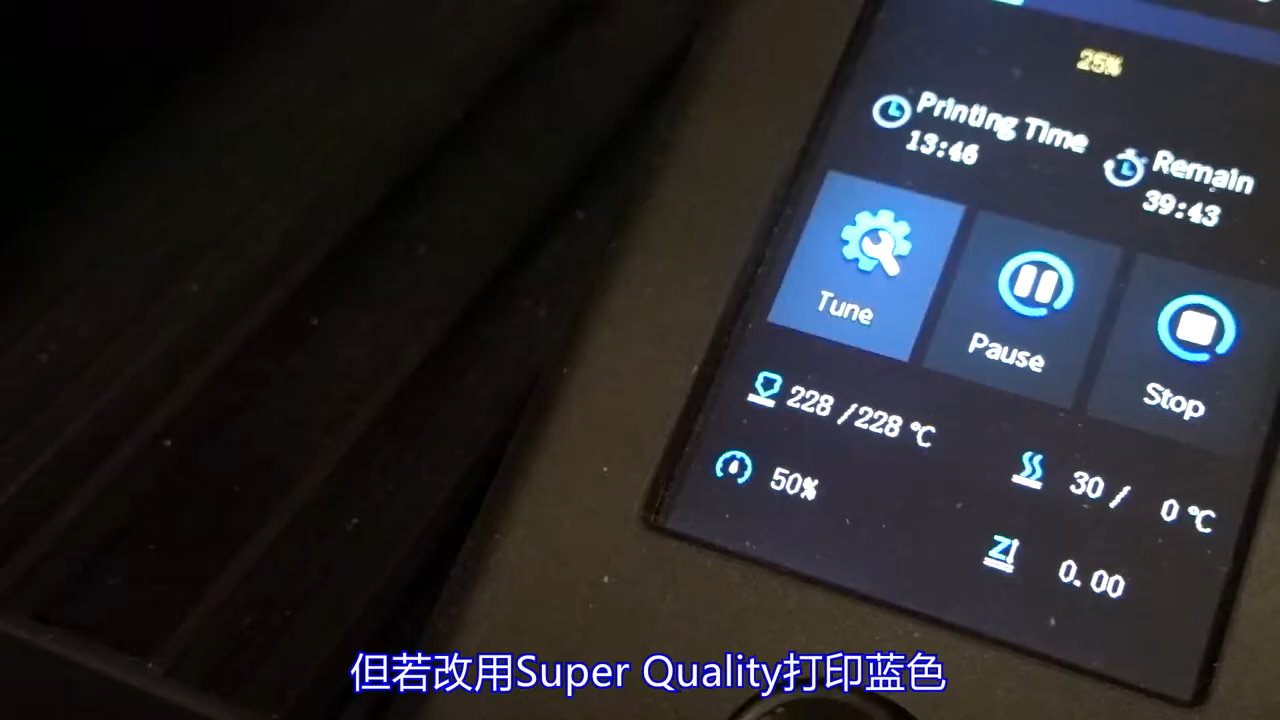 25%
Printing Time
13:46
Remain
39:43
Tune
Pause
Stop
228 /228 ℃
50%
30 / 0 ℃
Z
0.00
但若改用Super Quality打印蓝色